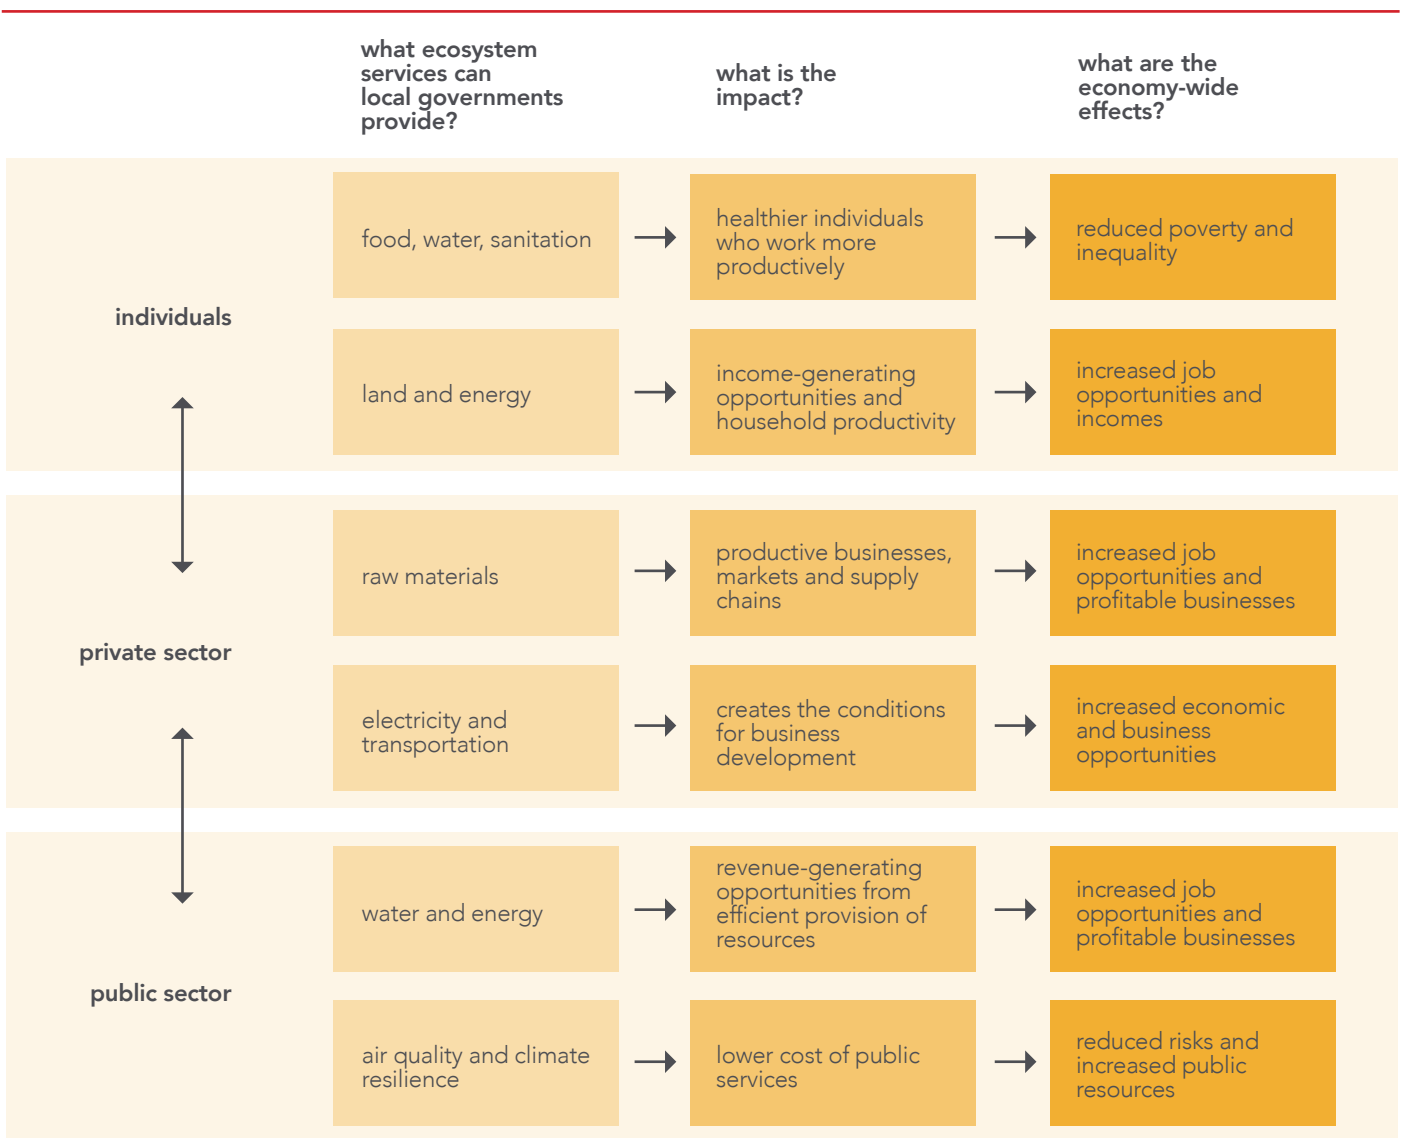 what ecosystem
services can
local governments
provide?
what is the
impact?
what are the
economy-wide
effects?
individuals
food, water, sanitation
healthier individuals
who work more
productively
reduced poverty and
inequality
land and energy
income-generating
opportunities and
household productivity
increased job
opportunities and
incomes
private sector
raw materials
productive businesses,
markets and supply
chains
increased job
opportunities and
profitable businesses
electricity and
transportation
creates the conditions
for business
development
increased economic
and business
opportunities
public sector
water and energy
revenue-generating
opportunities from
efficient provision of
resources
increased job
opportunities and
profitable businesses
air quality and climate
resilience
lower cost of public
services
reduced risks and
increased public
resources